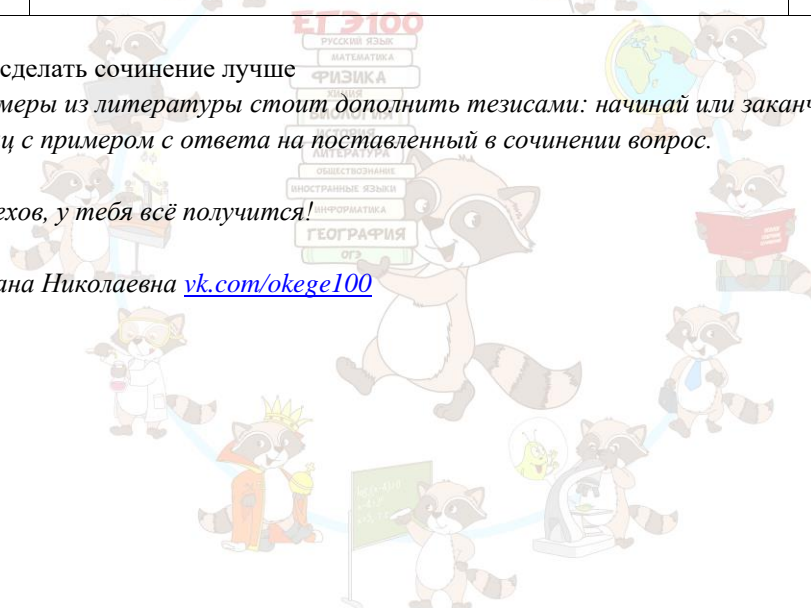 ЕГЭ100
РУССКИЙ ЯЗЫК
МАТЕМАТИКА
сделать сочинение лучше
ФИЗИКА
ХИМИЯ
меры из литературы стоит дополнить тезисами: начинай или заканч
БИОЛОГИЯ
ИСТОРИЯ
ц с примером с ответа на поставленный в сочинении вопрос.
ЛИТЕРАТУРА
ОБЩЕСТВОЗНАНИЕ
ИНОСТРАННЫЕ ЯЗЫКИ
ехов, у тебя всё получится!
ИНФОРМАТИКА
ГЕОГРАФИЯ
ОГЭ
ана Николаевна vk.com/okege100